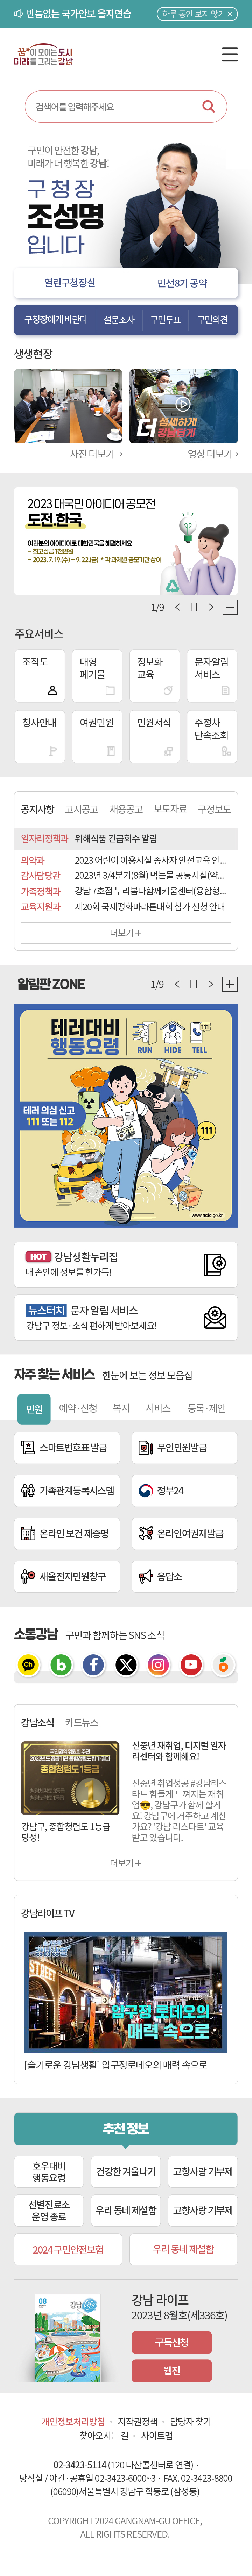 빈틈없는 국가안보 을지연습
하루 동안 보지 않기 ×
꿈이 모이는 도시
미래를 그리는 강남
검색어를 입력해주세요
구민이 안전한 강남,
미래가 더 행복한 강남!
구청장
조성명
입니다
열린구청장실
민선8기 공약
구청장에게 바란다
설문조사
구민투표
구민의견
생생현장
더 섬세하게
강남답게
사진 더보기 >
영상 더보기 >
2023 대국민 아이디어 공모전
도전.한국
여러분의 아이디어로 대한민국을 해결하세요
- 최고상금 1천만원
- 2023. 7. 19.(수) ~ 9. 22.(금) * 각 과제별 공모기간 상이
1/9
주요서비스
조직도
대형
폐기물
정보화
교육
문자알림
서비스
청사안내
여권민원
민원서식
주정차
단속조회
공지사항
고시공고
채용공고
보도자료
구정보도
일자리정책과 위해식품 긴급회수 알림
의약과 2023 어린이 이용시설 종사자 안전교육 안...
감사담당관 2023년 3/4분기(8월) 먹는물 공동시설(약...
가족정책과 강남 7호점 누리봄다함께키움센터(융합형...
교육지원과 제20회 국제평화마라톤대회 참가 신청 안내
더보기 +
알림판 ZONE
1/9
테러대비
행동요령
RUN HIDE TELL
111
테러 의심 신고
111 또는 112
111
www.nctc.go.kr
HOT 강남생활누리집
내 손안에 정보를 한가득!
뉴스터치 문자 알림 서비스
강남구 정보·소식 편하게 받아보세요!
자주 찾는 서비스 한눈에 보는 정보 모음집
민원
예약·신청
복지
서비스
등록·제안
스마트번호표 발급
무인민원발급
가족관계등록시스템
정부24
온라인 보건 제증명
온라인여권재발급
새올전자민원창구
응답소
소통강남 구민과 함께하는 SNS 소식
강남소식
카드뉴스
종합청렴도 1등급
1
강남구, 종합청렴도 1등급
달성!
신중년 재취업, 디지털 일자
리센터와 함께해요!
신중년 취업성공 #강남리스
타트 힘들게 느껴지는 재취
업😎, 강남구가 함께 할게
요! 강남구에 거주하고 계신
가요? '강남 리스타트' 교육
받고 있습니다.
더보기 +
강남라이프 TV
압구정 로데오의
매력 속으로
[슬기로운 강남생활] 압구정로데오의 매력 속으로
추천 정보
호우대비
행동요령
건강한 겨울나기
고향사랑 기부제
선별진료소
운영 종료
우리 동네 제설함
고향사랑 기부제
2024 구민안전보험
우리 동네 제설함
08
강남 라이프
2023년 8월호(제336호)
구독신청
웹진
개인정보처리방침 · 저작권정책 · 담당자 찾기
찾아오시는 길 · 사이트맵
02-3423-5114 (120 다산콜센터로 연결) ·
당직실 / 야간·공휴일 02-3423-6000~3 · FAX. 02-3423-8800
(06090)서울특별시 강남구 학동로 (삼성동)
COPYRIGHT 2024 GANGNAM-GU OFFICE,
ALL RIGHTS RESERVED.